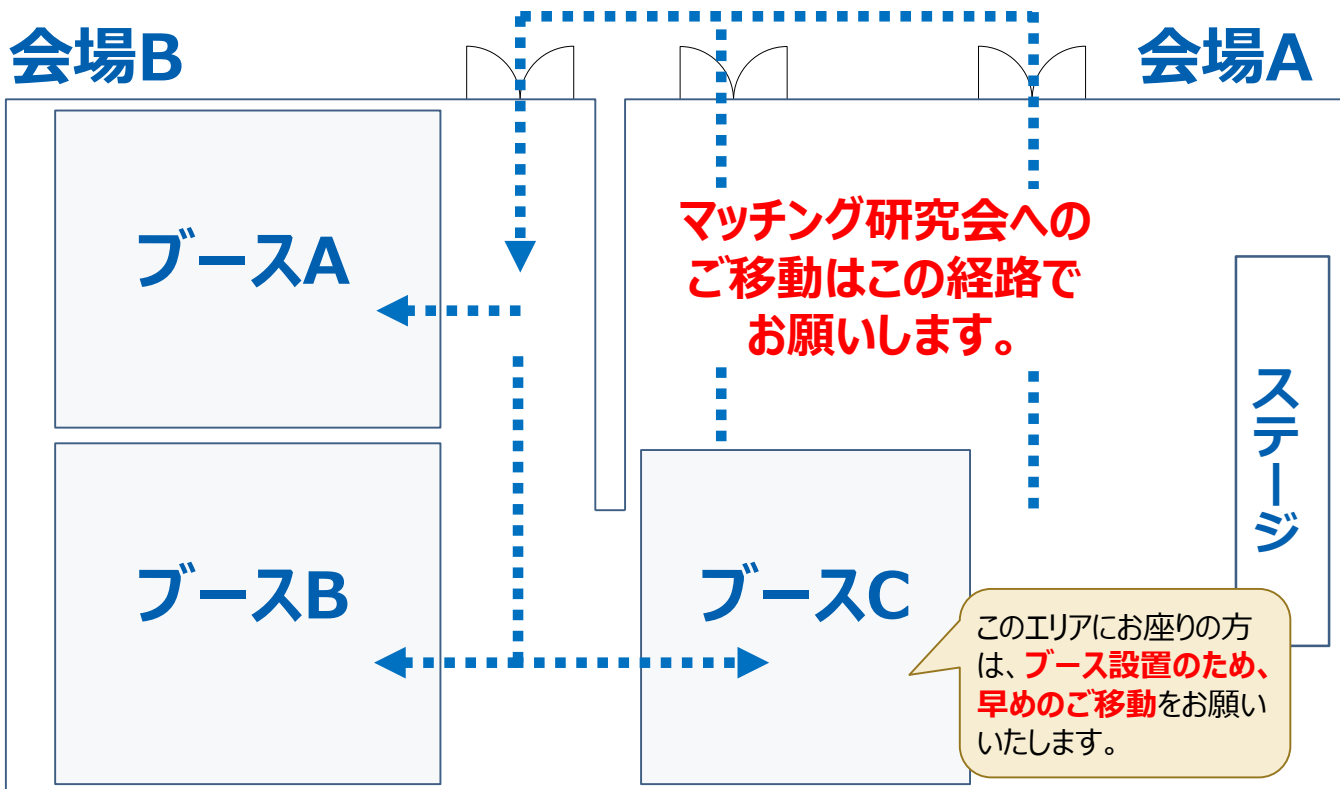 会場B
会場A
ブースA
マッチング研究会への
ご移動はこの経路で
お願いします。
ステージ
ブースB
ブースC
このエリアにお座りの方
は、ブース設置のため、
早めのご移動をお願い
いたします。